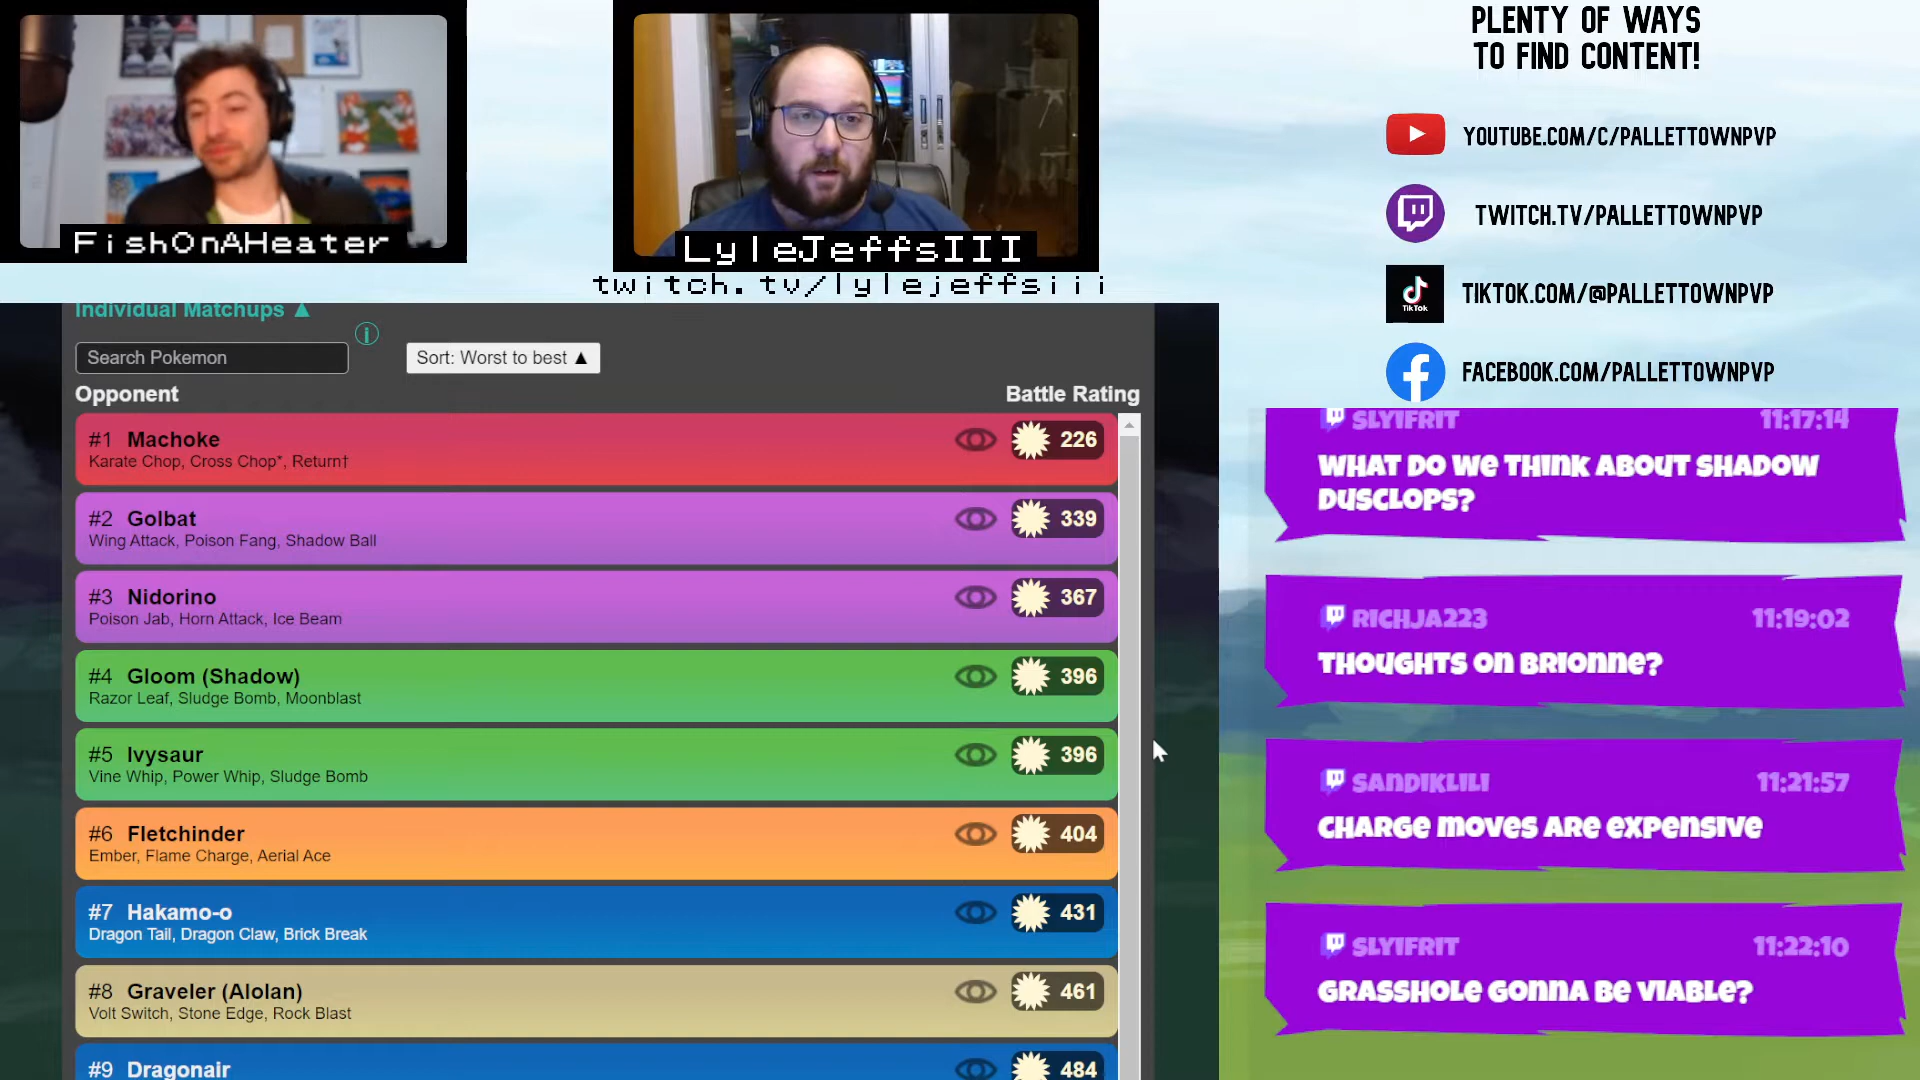 FishOnAHeater
LyleJeffsIII
twitch.tv/lylejeffsiii
PLENTY OF WAYS
TO FIND CONTENT!
YOUTUBE.COM/C/PALLETTOWNPVP
TWITCH.TV/PALLETTOWNPVP
TikTok
TIKTOK.COM/@PALLETTOWNPVP
FACEBOOK.COM/PALLETTOWNPVP
Individual Matchups ▲
i
Search Pokemon
Sort: Worst to best ▲
Opponent
Battle Rating
#1 Machoke 226
Karate Chop, Cross Chop*, Return†
#2 Golbat 339
Wing Attack, Poison Fang, Shadow Ball
#3 Nidorino 367
Poison Jab, Horn Attack, Ice Beam
#4 Gloom (Shadow) 396
Razor Leaf, Sludge Bomb, Moonblast
#5 Ivysaur 396
Vine Whip, Power Whip, Sludge Bomb
#6 Fletchinder 404
Ember, Flame Charge, Aerial Ace
#7 Hakamo-o 431
Dragon Tail, Dragon Claw, Brick Break
#8 Graveler (Alolan) 461
Volt Switch, Stone Edge, Rock Blast
#9 Dragonair 484
SLYIFRIT 11:17:14
WHAT DO WE THINK ABOUT SHADOW
DUSCLOPS?
RICHJA223 11:19:02
THOUGHTS ON BRIONNE?
SANDIKLILI 11:21:57
CHARGE MOVES ARE EXPENSIVE
SLYIFRIT 11:22:10
GRASSHOLE GONNA BE VIABLE?